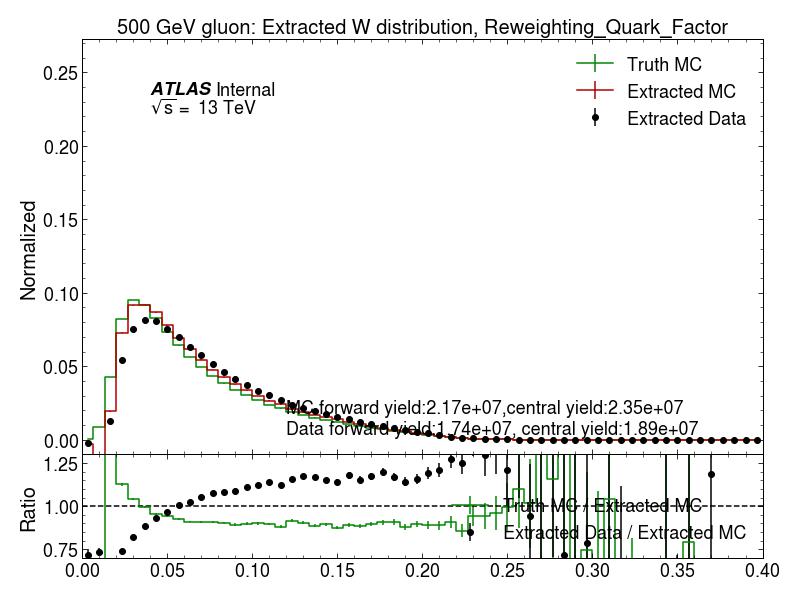 500 GeV gluon: Extracted W distribution, Reweighting_Quark_Factor
Normalized
0.25
0.20
0.15
0.10
0.05
0.00
ATLAS Internal
√s = 13 TeV
Truth MC
Extracted MC
Extracted Data
MC forward yield:2.17e+07,central yield:2.35e+07
Data forward yield:1.74e+07, central yield:1.89e+07
Ratio
1.25
1.00
0.75
Truth MC / Extracted MC
Extracted Data / Extracted MC
0.00 0.05 0.10 0.15 0.20 0.25 0.30 0.35 0.40